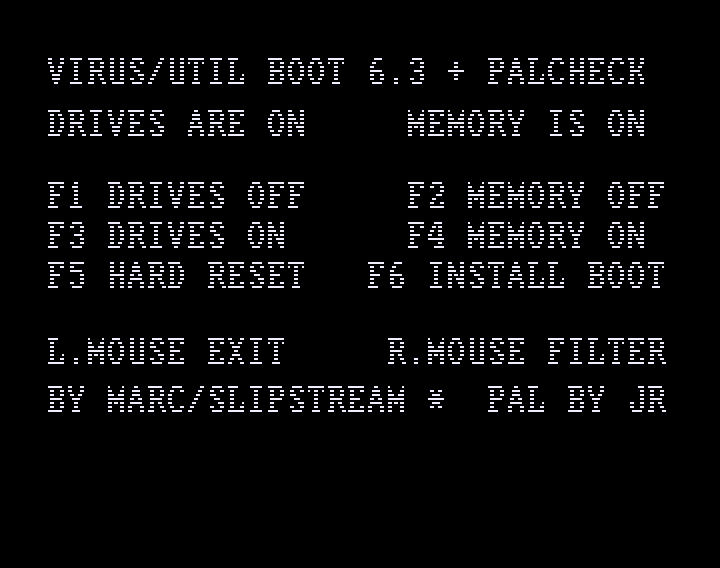 VIRUS/UTIL BOOT 6.3 + PALCHECK
DRIVES ARE ON MEMORY IS ON
F1 DRIVES OFF F2 MEMORY OFF
F3 DRIVES ON F4 MEMORY ON
F5 HARD RESET F6 INSTALL BOOT
L.MOUSE EXIT R.MOUSE FILTER
BY MARC/SLIPSTREAM * PAL BY JR